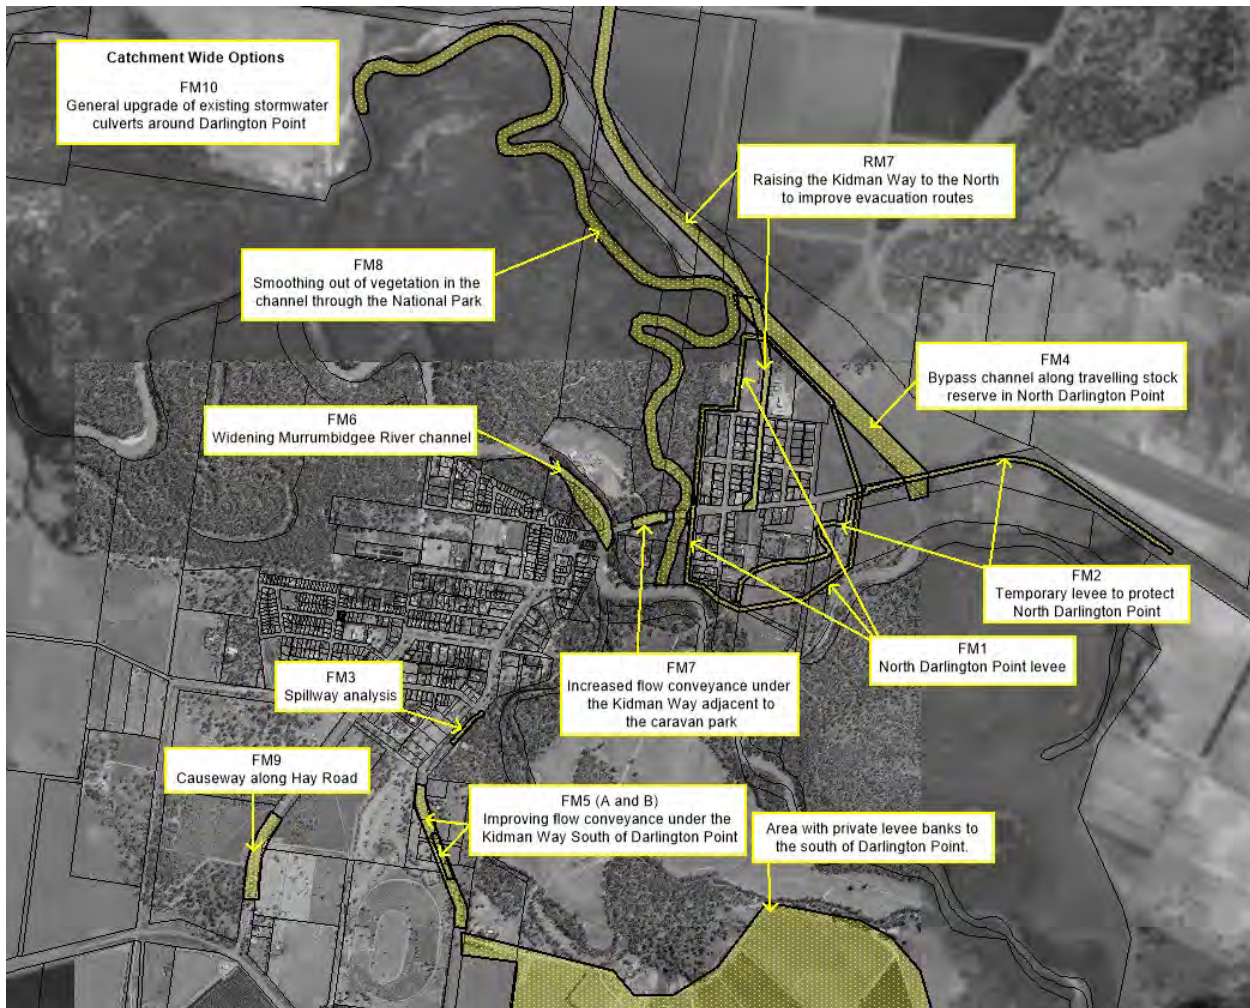 Catchment Wide Options
FM10
General upgrade of existing stormwater
culverts around Darlington Point
RM7
Raising the Kidman Way to the North
to improve evacuation routes
FM8
Smoothing out of vegetation in the
channel through the National Park
FM4
Bypass channel along travelling stock
reserve in North Darlington Point
FM6
Widening Murrumbidgee River channel
FM2
Temporary levee to protect
North Darlington Point
FM1
North Darlington Point levee
FM7
Increased flow conveyance under
the Kidman Way adjacent to
the caravan park
FM3
Spillway analysis
FM9
Causeway along Hay Road
FM5 (A and B)
Improving flow conveyance under the
Kidman Way South of Darlington Point
Area with private levee banks to
the south of Darlington Point.